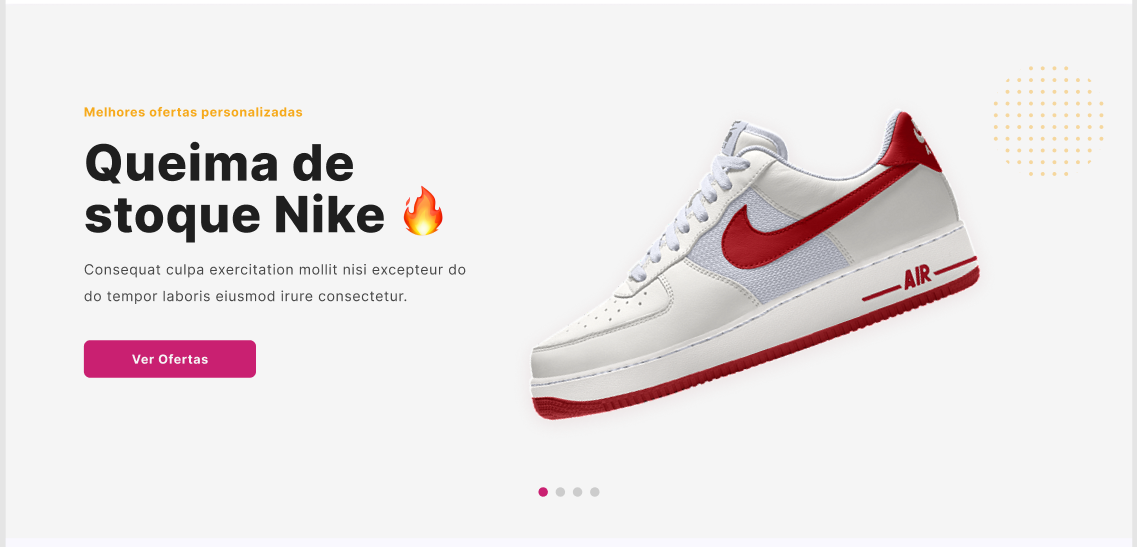 Melhores ofertas personalizadas
Queima de
stoque Nike 🔥
Consequat culpa exercitation mollit nisi excepteur do
do tempor laboris eiusmod irure consectetur.
Ver Ofertas
AIR